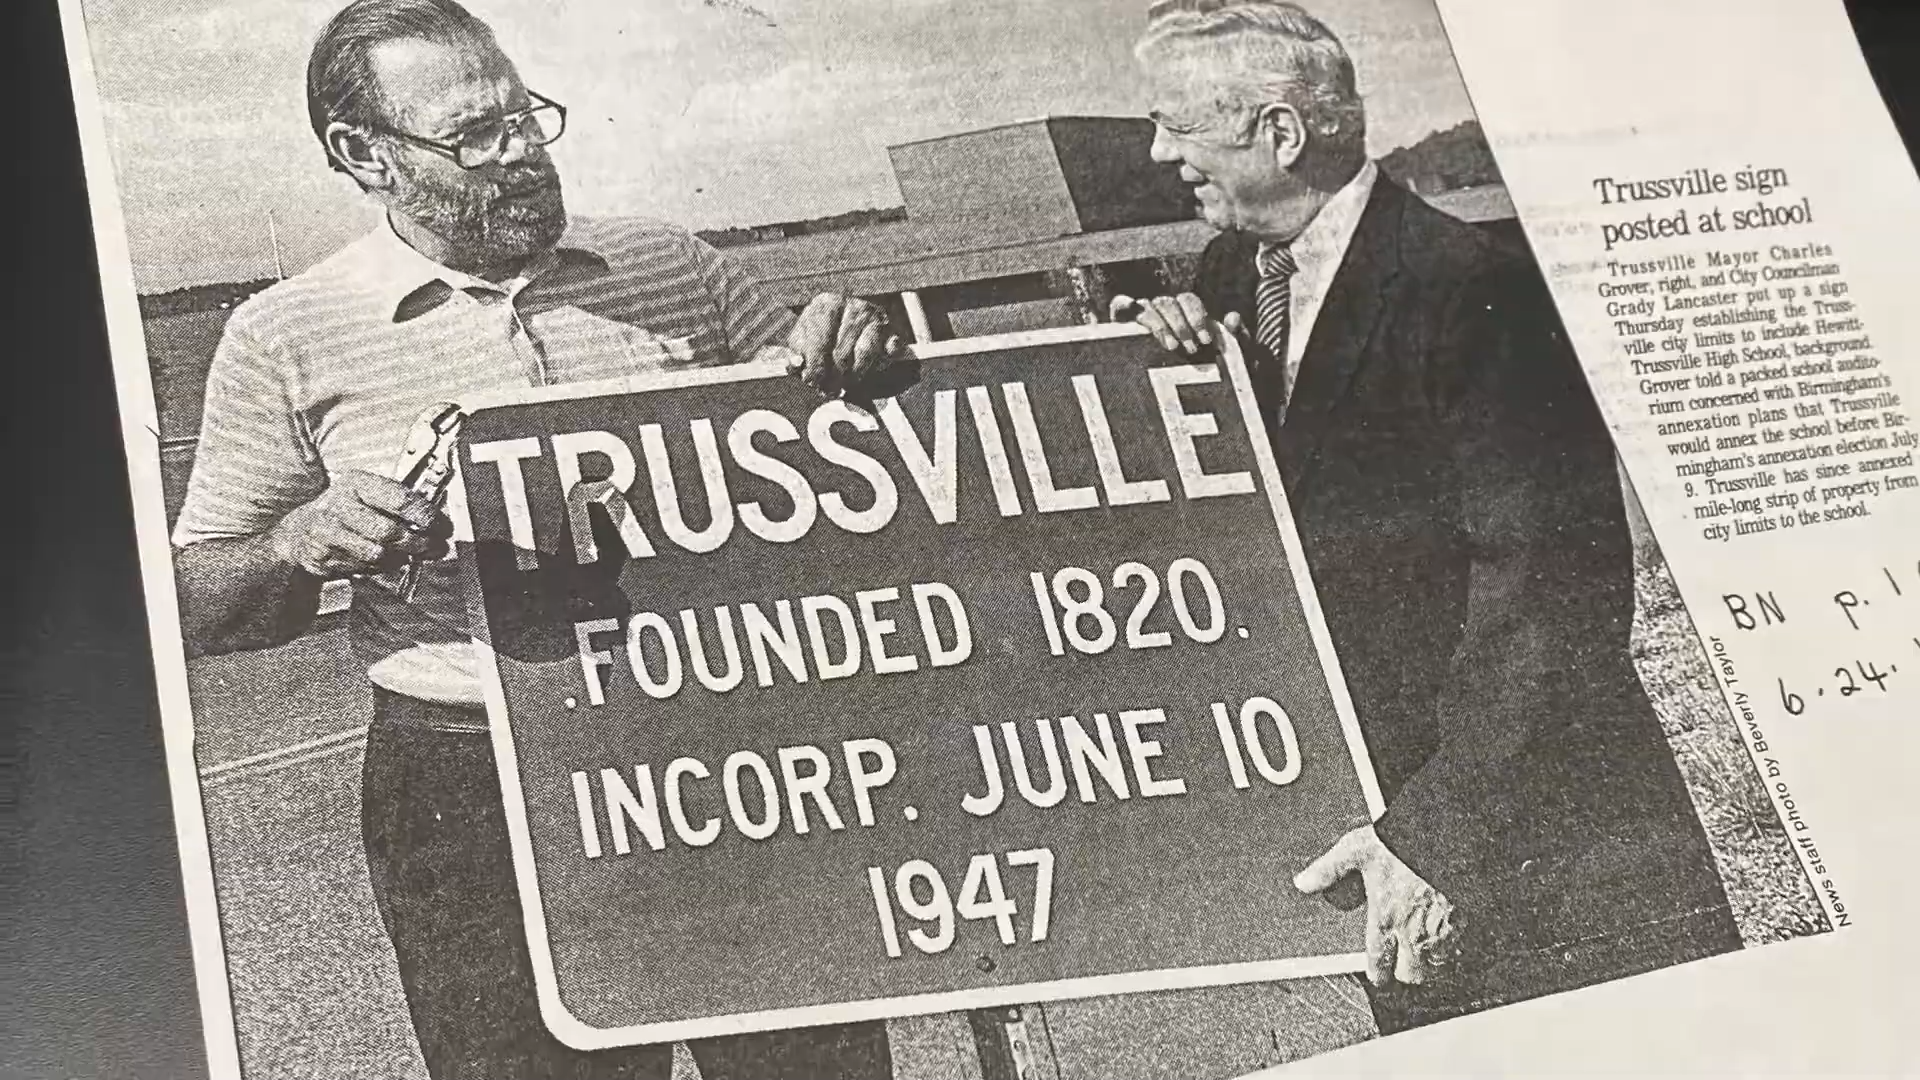 TRUSSVILLE
.FOUNDED 1820.
INCORP. JUNE 10
1947
Trussville sign
posted at school
Trussville Mayor Charles
Grover, right, and City Councilman
Grady Lancaster put up a sign
Thursday establishing the Truss-
ville city limits to include Hewitt-
Trussville High School, background.
Grover told a packed school audito-
rium concerned with Birmingham's
annexation plans that Trussville
would annex the school before Bir-
mingham's annexation election July
9. Trussville has since annexed
mile-long strip of property from
city limits to the school.
News staff photo by Beverly Taylor
BN p. 1
6.24.